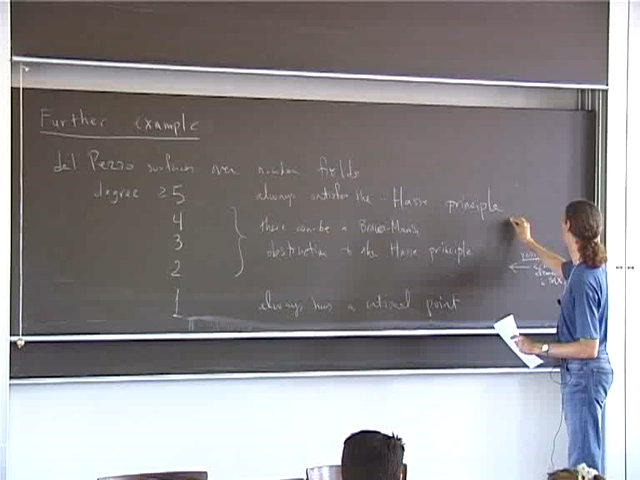 Further example
del Pezzo surfaces over number fields
degree ≥ 5 always satisfies the Hasse principle
4 there can be a Brauer-Manin
3 obstruction to the Hasse principle
2
1 always has a rational point